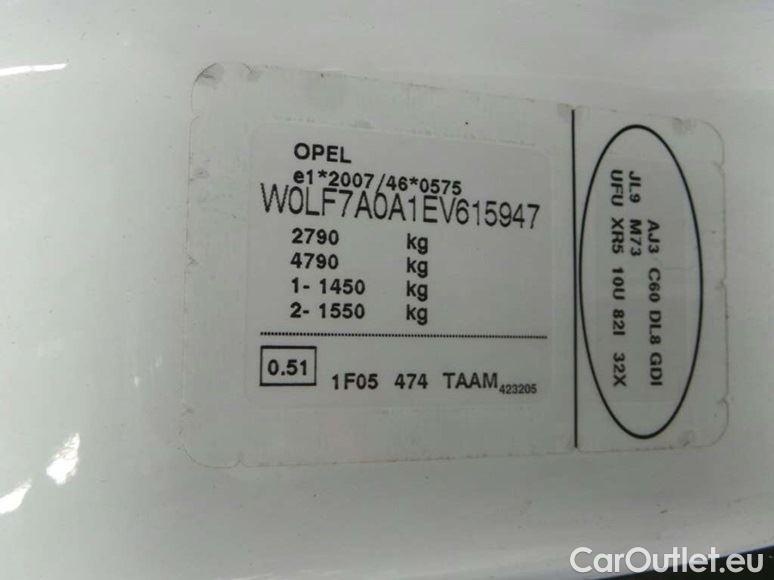 OPEL
e1*2007/46*0575
W0LF7A0A1EV615947
2790 kg
4790 kg
1- 1450 kg
2- 1550 kg
0.51 1F05 474 TAAM 423205
AJ3 C60 DL8 GDI
JL9 M73
UFU XR5 10U 82I 32X
CarOutlet.eu